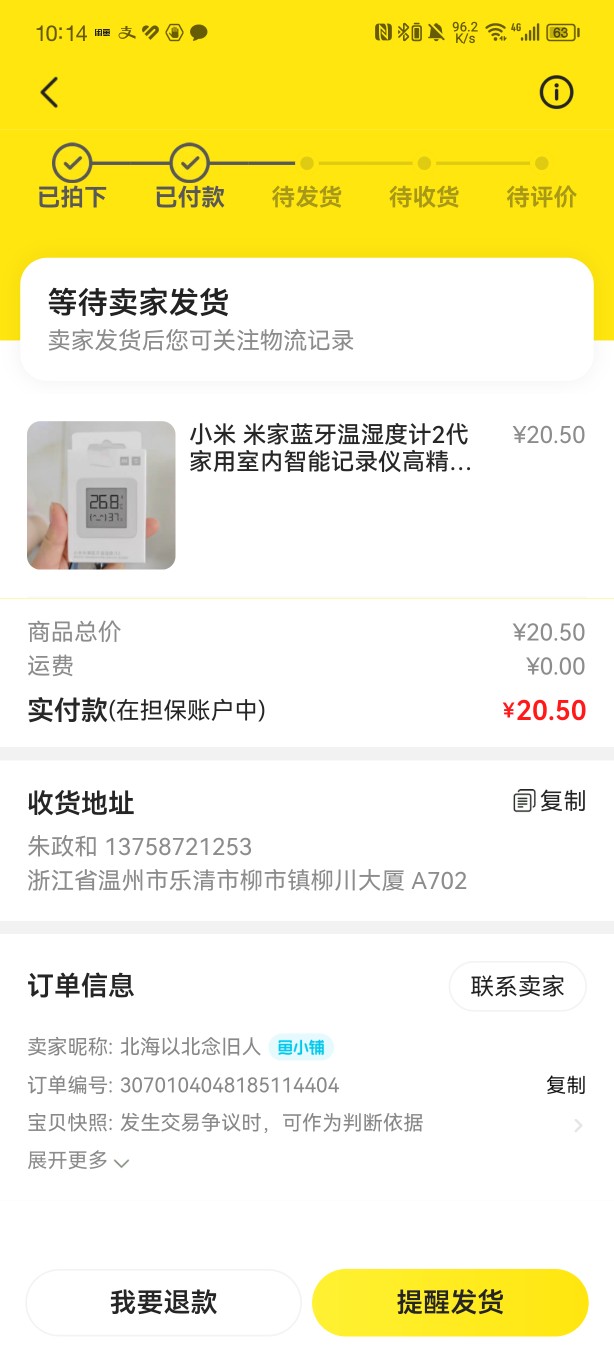 10:14
96.2
K/s
4G
63
已拍下
已付款
待发货
待收货
待评价
等待卖家发货
卖家发货后您可关注物流记录
小米 米家蓝牙温湿度计2代
¥20.50
家用室内智能记录仪高精...
26.8
商品总价
¥20.50
运费
¥0.00
实付款(在担保账户中)
¥20.50
收货地址
复制
朱政和 13758721253
浙江省温州市乐清市柳市镇柳川大厦 A702
订单信息
联系卖家
卖家昵称: 北海以北念旧人
鱼小铺
订单编号: 3070104048185114404
复制
宝贝快照: 发生交易争议时，可作为判断依据
展开更多
我要退款
提醒发货